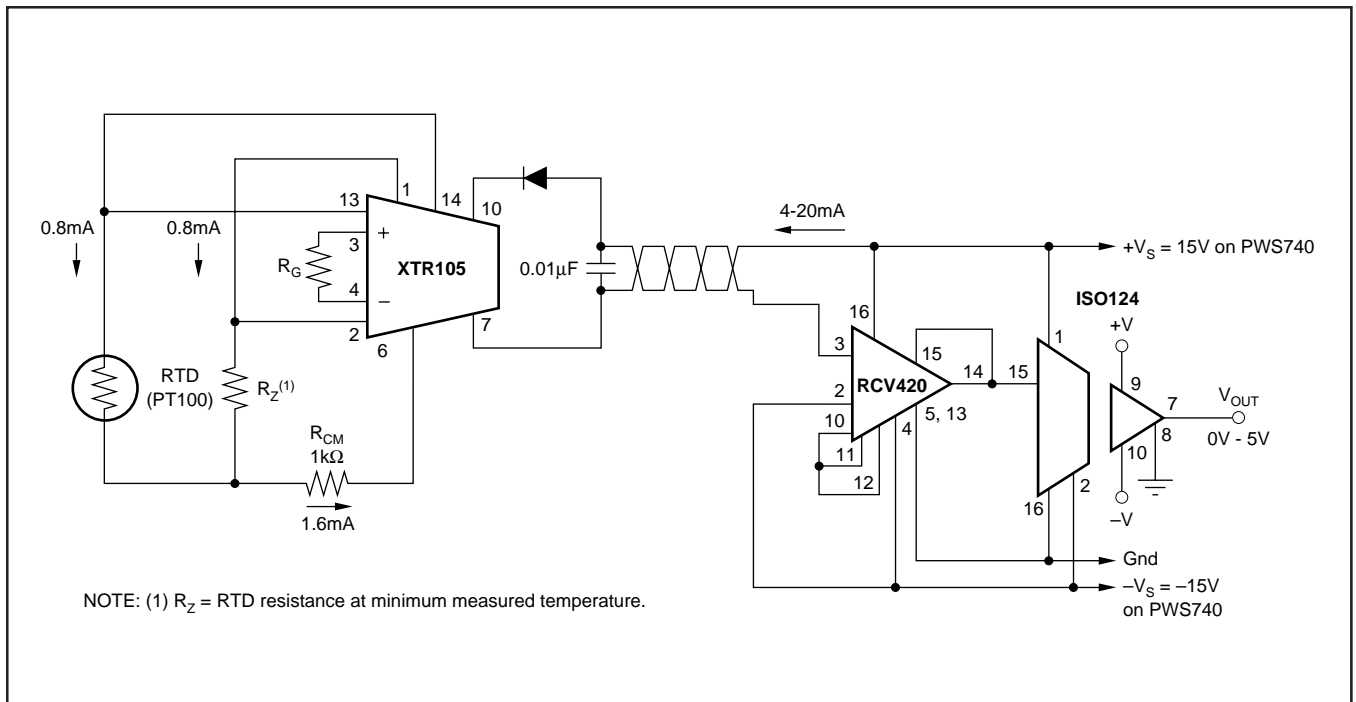 0.8mA
0.8mA
13
1
14
10
3
+
R_G
XTR105
4
−
2
6
7
RTD
(PT100)
R_Z^(1)
R_CM
1kΩ
1.6mA
0.01µF
4-20mA
+V_S = 15V on PWS740
16
3
15
14
RCV420
2
10
11
12
4
5, 13
ISO124
1
15
16
2
+V
9
7
8
10
–V
V_OUT
0V - 5V
Gnd
–V_S = –15V
on PWS740
NOTE: (1) R_Z = RTD resistance at minimum measured temperature.